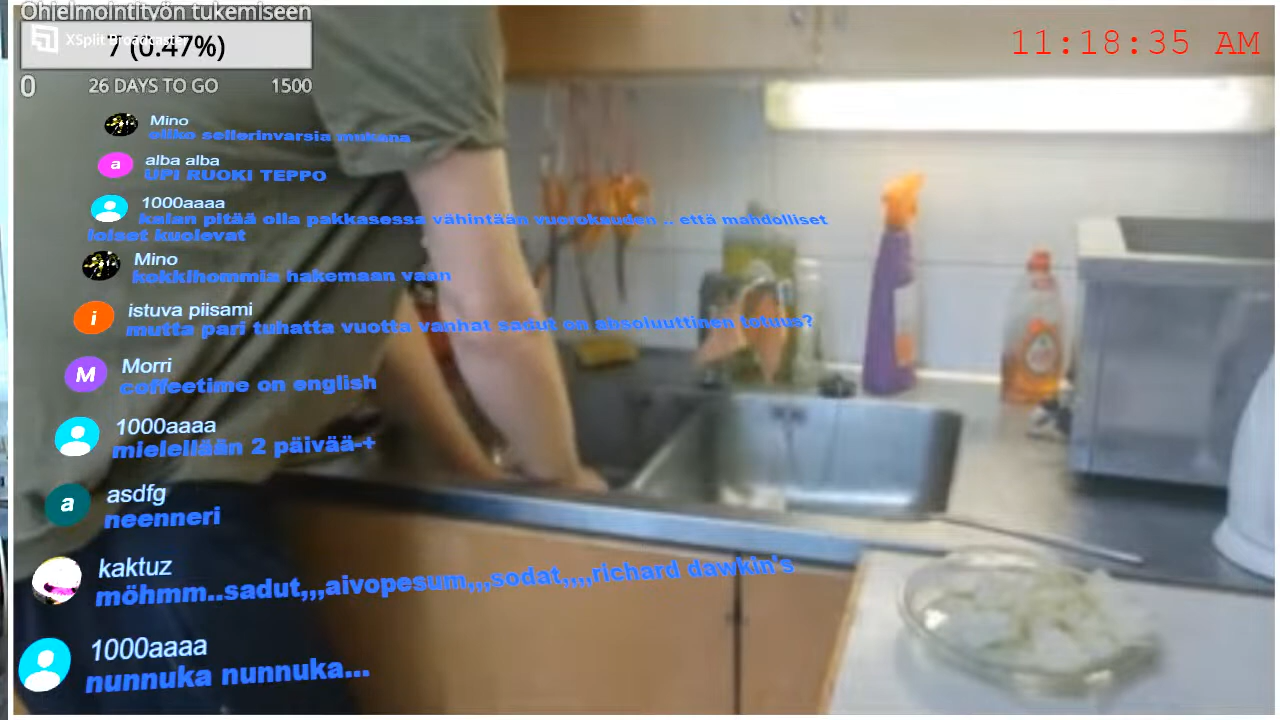 Ohjelmointityön tukemiseen
XSplit Broadcaster
7 (0.47%)
0 26 DAYS TO GO 1500
11:18:35 AM
Mino
oliko sellerinvarsia mukana
alba alba
UPI RUOKI TEPPO
1000aaaa
kalan pitää olla pakkasessa vähintään vuorokauden .. että mahdolliset
loiset kuolevat
Mino
kokkihommia hakemaan vaan
istuva piisami
mutta pari tuhatta vuotta vanhat sadut on absoluuttinen totuus?
Morri
coffeetime on english
1000aaaa
mielellään 2 päivää-+
asdfg
neenneri
kaktuz
möhmm..sadut,,,aivopesum,,,sodat,,,,richard dawkin's
1000aaaa
nunnuka nunnuka...